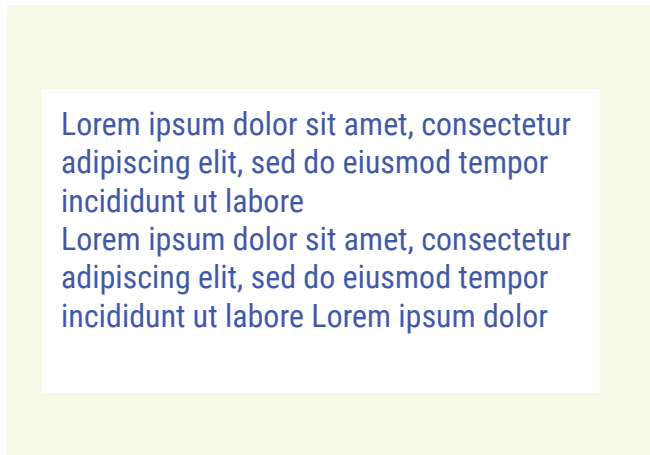 Lorem ipsum dolor sit amet, consectetur
adipiscing elit, sed do eiusmod tempor
incididunt ut labore
Lorem ipsum dolor sit amet, consectetur
adipiscing elit, sed do eiusmod tempor
incididunt ut labore Lorem ipsum dolor